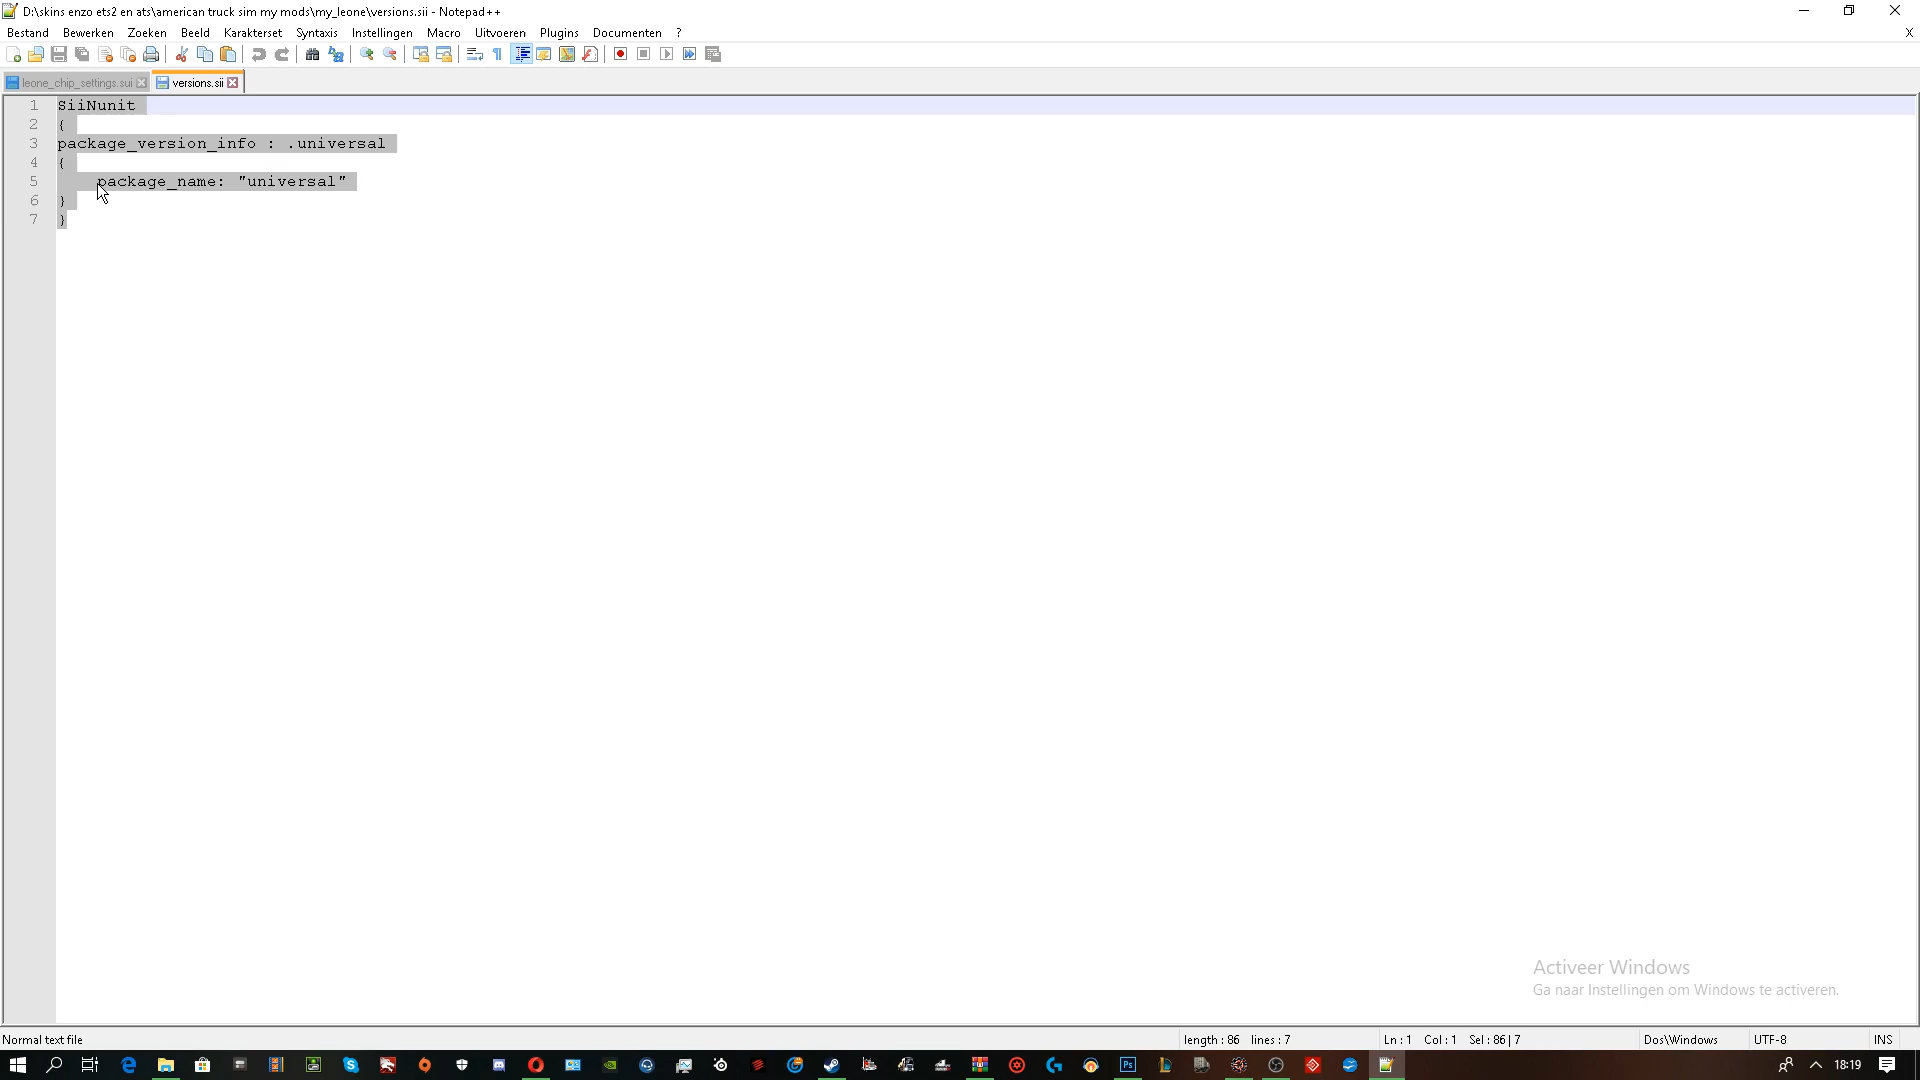 D:\skins enzo ets2 en ats\american truck sim my mods\my_leone\versions.sii - Notepad++
Bestand Bewerken Zoeken Beeld Karakterset Syntaxis Instellingen Macro Uitvoeren Plugins Documenten ? X
leone_chip_settings.sui versions.sii
1 SiiNunit
2 {
3 package_version_info : .universal
4 {
5 package_name: "universal"
6 }
7 }
Activeer Windows
Ga naar Instellingen om Windows te activeren.
Normal text file length : 86 lines : 7 Ln : 1 Col : 1 Sel : 86 | 7 Dos\Windows UTF-8 INS
18:19